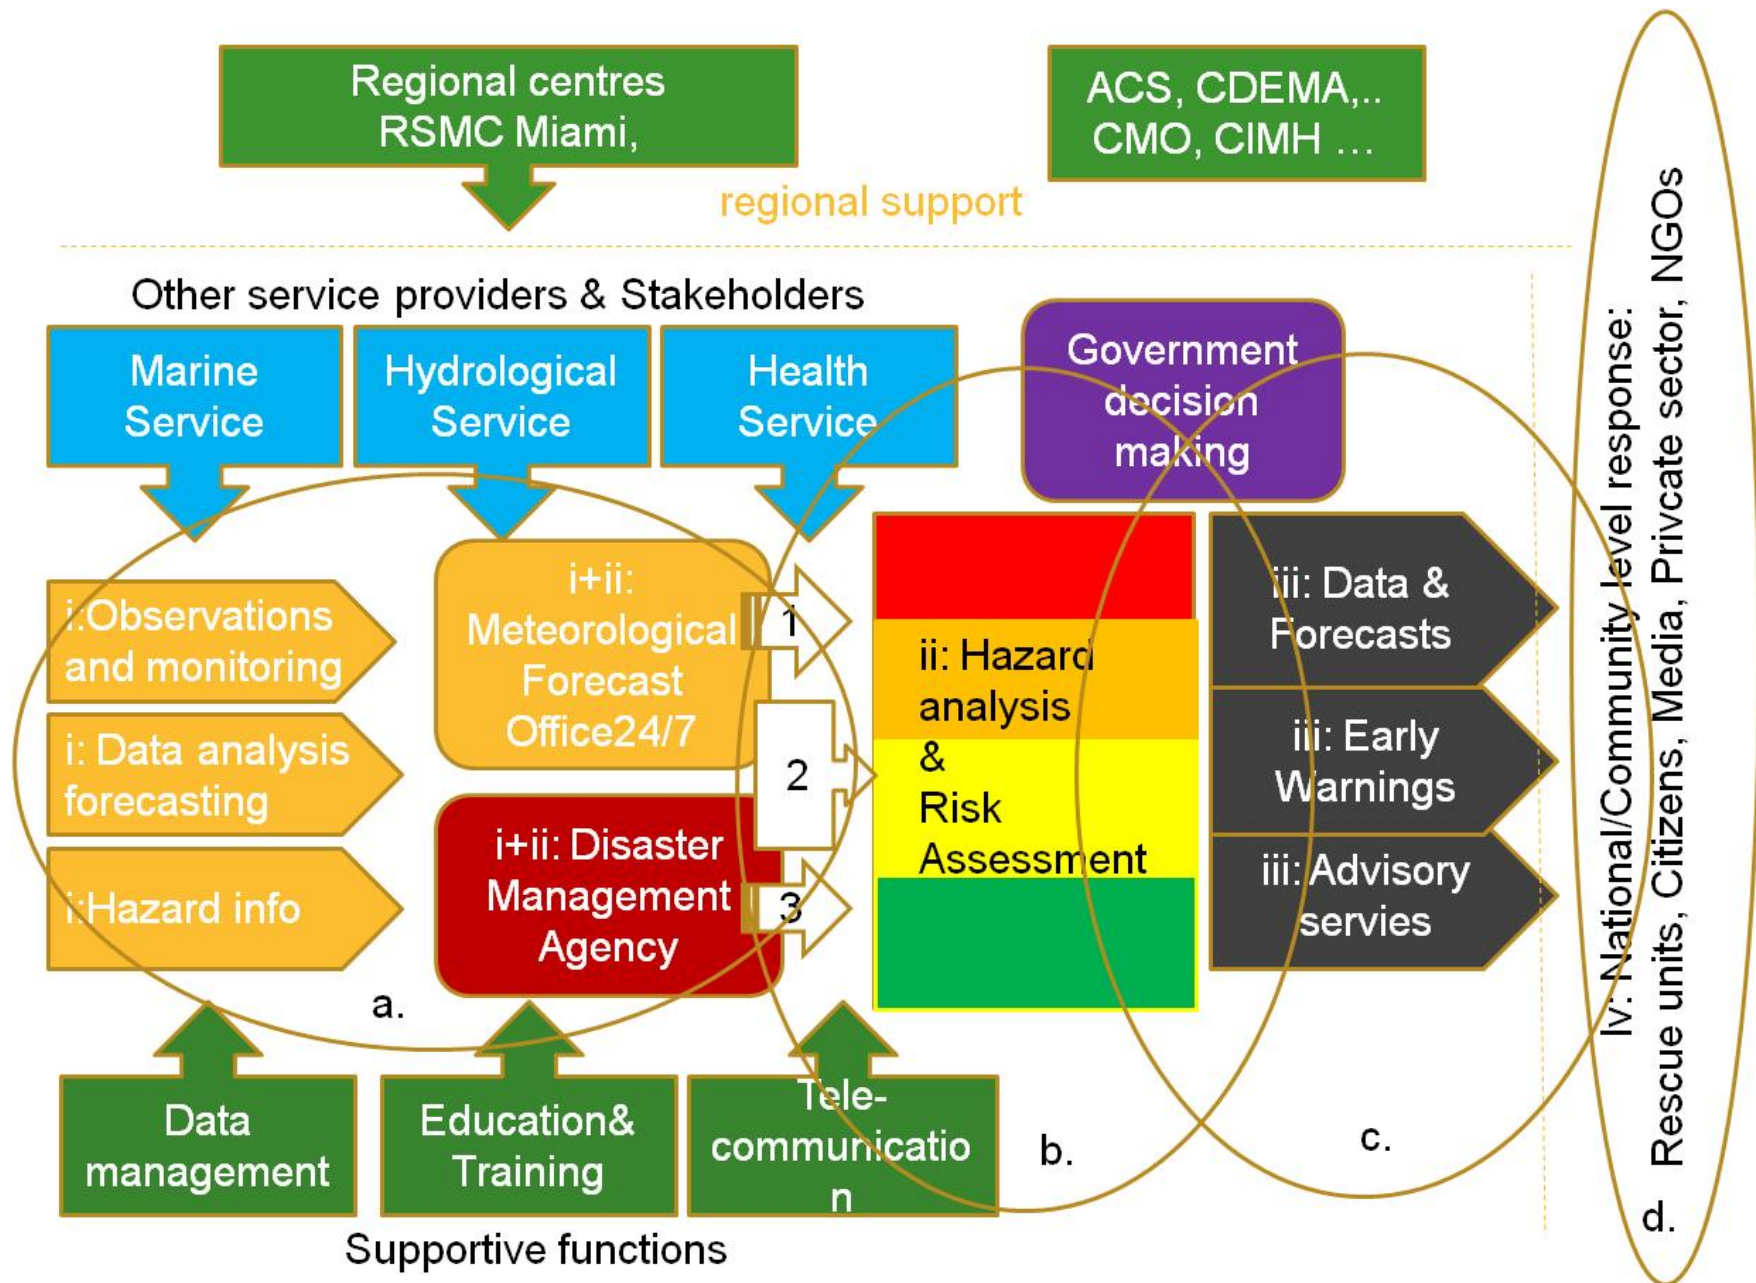 Regional centres
RSMC Miami,
ACS, CDEMA,..
CMO, CIMH ...
regional support
Other service providers & Stakeholders
Marine
Service
Hydrological
Service
Health
Service
Government
decision
making
i:Observations
and monitoring
i: Data analysis
forecasting
i:Hazard info
i+ii:
Meteorological
Forecast
Office24/7
i+ii: Disaster
Management
Agency
1
2
3
ii: Hazard
analysis
&
Risk
Assessment
iii: Data &
Forecasts
iii: Early
Warnings
iii: Advisory
servies
a.
b.
c.
d.
Data
management
Education&
Training
Tele-
communicatio
n
Supportive functions
Iv: National/Community level response:
Rescue units, Citizens, Media, Privcate sector, NGOs